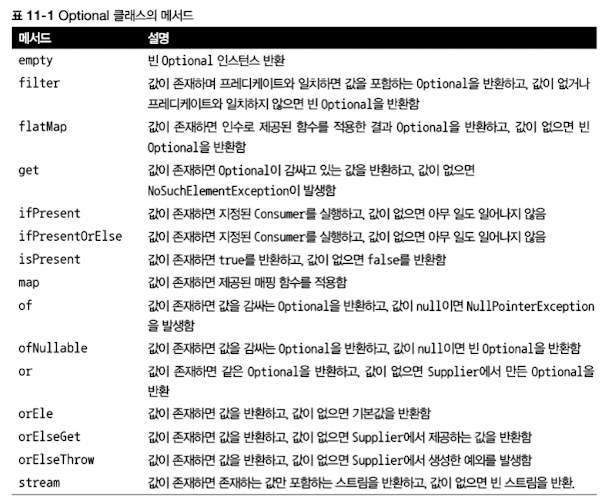 표 11-1 Optional 클래스의 메서드
메서드 설명
empty 빈 Optional 인스턴스 반환
filter 값이 존재하며 프레디케이트와 일치하면 값을 포함하는 Optional을 반환하고, 값이 없거나
프레디케이트와 일치하지 않으면 빈 Optional을 반환함
flatMap 값이 존재하면 인수로 제공된 함수를 적용한 결과 Optional을 반환하고, 값이 없으면 빈
Optional을 반환함
get 값이 존재하면 Optional이 감싸고 있는 값을 반환하고, 값이 없으면
NoSuchElementException이 발생함
ifPresent 값이 존재하면 지정된 Consumer를 실행하고, 값이 없으면 아무 일도 일어나지 않음
ifPresentOrElse 값이 존재하면 지정된 Consumer를 실행하고, 값이 없으면 아무 일도 일어나지 않음
isPresent 값이 존재하면 true를 반환하고, 값이 없으면 false를 반환함
map 값이 존재하면 제공된 매핑 함수를 적용함
of 값이 존재하면 값을 감싸는 Optional을 반환하고, 값이 null이면 NullPointerException
을 발생함
ofNullable 값이 존재하면 값을 감싸는 Optional을 반환하고, 값이 null이면 빈 Optional을 반환함
or 값이 존재하면 같은 Optional을 반환하고, 값이 없으면 Supplier에서 만든 Optional을
반환
orEle 값이 존재하면 값을 반환하고, 값이 없으면 기본값을 반환함
orElseGet 값이 존재하면 값을 반환하고, 값이 없으면 Supplier에서 제공하는 값을 반환함
orElseThrow 값이 존재하면 값을 반환하고, 값이 없으면 Supplier에서 생성한 예외를 발생함
stream 값이 존재하면 존재하는 값만 포함하는 스트림을 반환하고, 값이 없으면 빈 스트림을 반환.